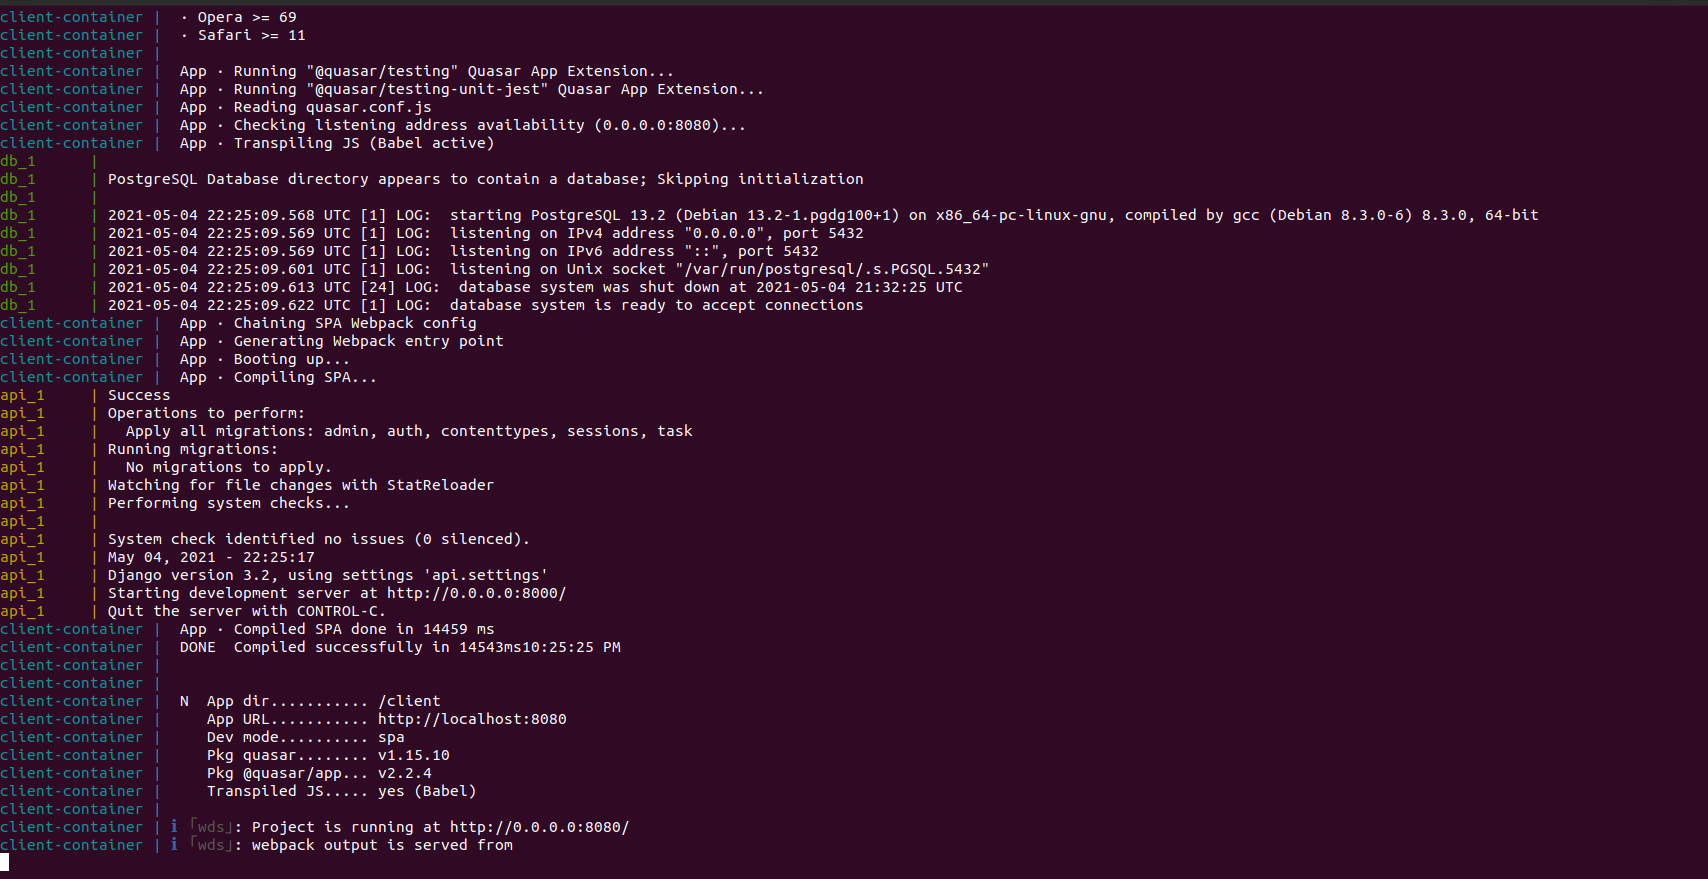 client-container |  · Opera >= 69
client-container |  · Safari >= 11
client-container |
client-container |  App · Running "@quasar/testing" Quasar App Extension...
client-container |  App · Running "@quasar/testing-unit-jest" Quasar App Extension...
client-container |  App · Reading quasar.conf.js
client-container |  App · Checking listening address availability (0.0.0.0:8080)...
client-container |  App · Transpiling JS (Babel active)
db_1      |
db_1      | PostgreSQL Database directory appears to contain a database; Skipping initialization
db_1      |
db_1      | 2021-05-04 22:25:09.568 UTC [1] LOG:  starting PostgreSQL 13.2 (Debian 13.2-1.pgdg100+1) on x86_64-pc-linux-gnu, compiled by gcc (Debian 8.3.0-6) 8.3.0, 64-bit
db_1      | 2021-05-04 22:25:09.569 UTC [1] LOG:  listening on IPv4 address "0.0.0.0", port 5432
db_1      | 2021-05-04 22:25:09.569 UTC [1] LOG:  listening on IPv6 address "::", port 5432
db_1      | 2021-05-04 22:25:09.601 UTC [1] LOG:  listening on Unix socket "/var/run/postgresql/.s.PGSQL.5432"
db_1      | 2021-05-04 22:25:09.613 UTC [24] LOG:  database system was shut down at 2021-05-04 21:32:25 UTC
db_1      | 2021-05-04 22:25:09.622 UTC [1] LOG:  database system is ready to accept connections
client-container |  App · Chaining SPA Webpack config
client-container |  App · Generating Webpack entry point
client-container |  App · Booting up...
client-container |  App · Compiling SPA...
api_1     | Success
api_1     | Operations to perform:
api_1     |   Apply all migrations: admin, auth, contenttypes, sessions, task
api_1     | Running migrations:
api_1     |   No migrations to apply.
api_1     | Watching for file changes with StatReloader
api_1     | Performing system checks...
api_1     |
api_1     | System check identified no issues (0 silenced).
api_1     | May 04, 2021 - 22:25:17
api_1     | Django version 3.2, using settings 'api.settings'
api_1     | Starting development server at http://0.0.0.0:8000/
api_1     | Quit the server with CONTROL-C.
client-container |  App · Compiled SPA done in 14459 ms
client-container |  DONE  Compiled successfully in 14543ms10:25:25 PM
client-container |
client-container |
client-container |  N  App dir........... /client
client-container |     App URL........... http://localhost:8080
client-container |     Dev mode.......... spa
client-container |     Pkg quasar........ v1.15.10
client-container |     Pkg @quasar/app... v2.2.4
client-container |     Transpiled JS..... yes (Babel)
client-container |
client-container | ℹ ｢wds｣: Project is running at http://0.0.0.0:8080/
client-container | ℹ ｢wds｣: webpack output is served from